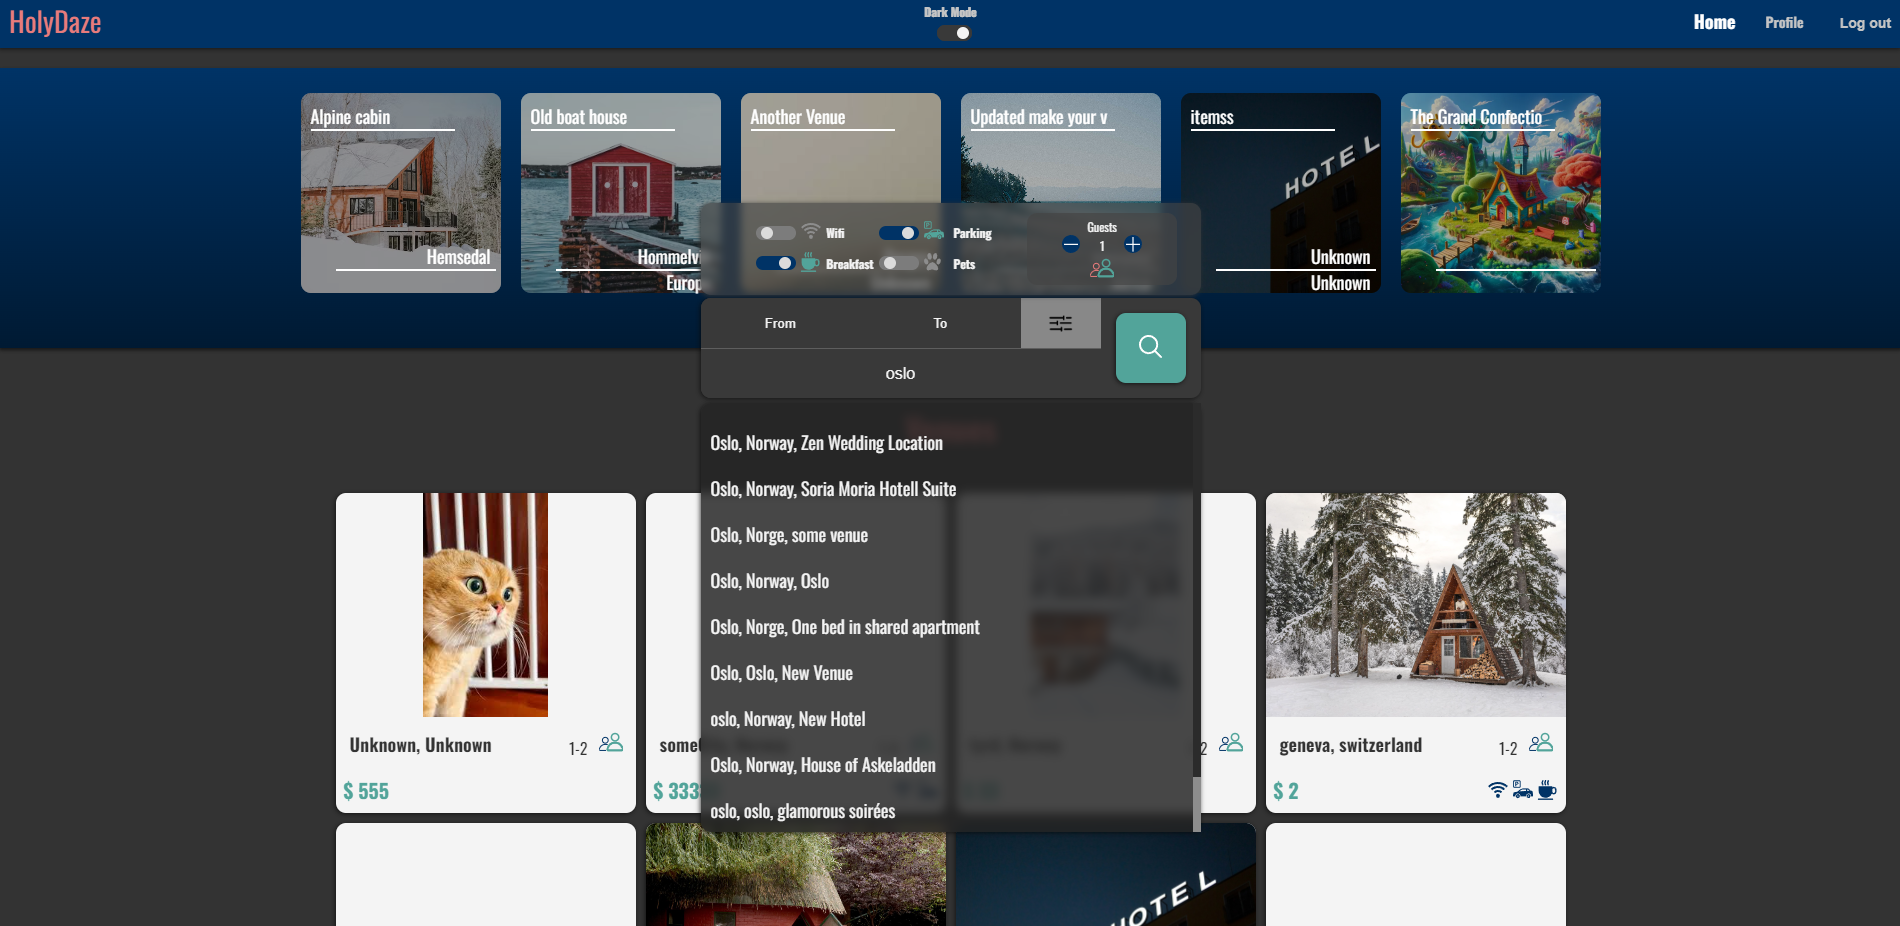 HolyDaze
Dark Mode
Home
Profile
Log out
Alpine cabin
Hemsedal
Old boat house
Hommelv
Europ
Another Venue
Updated make your v
itemss
HOTEL
Unknown
Unknown
The Grand Confectio
Wifi
Parking
Breakfast
Pets
Guests
1
From
To
oslo
Oslo, Norway, Zen Wedding Location
Oslo, Norway, Soria Moria Hotell Suite
Oslo, Norge, some venue
Oslo, Norway, Oslo
Oslo, Norge, One bed in shared apartment
Oslo, Oslo, New Venue
oslo, Norway, New Hotel
Oslo, Norway, House of Askeladden
oslo, oslo, glamorous soirées
Unknown, Unknown
1-2
$ 555
$ 333
2
geneva, switzerland
1-2
$ 2
HOTEL